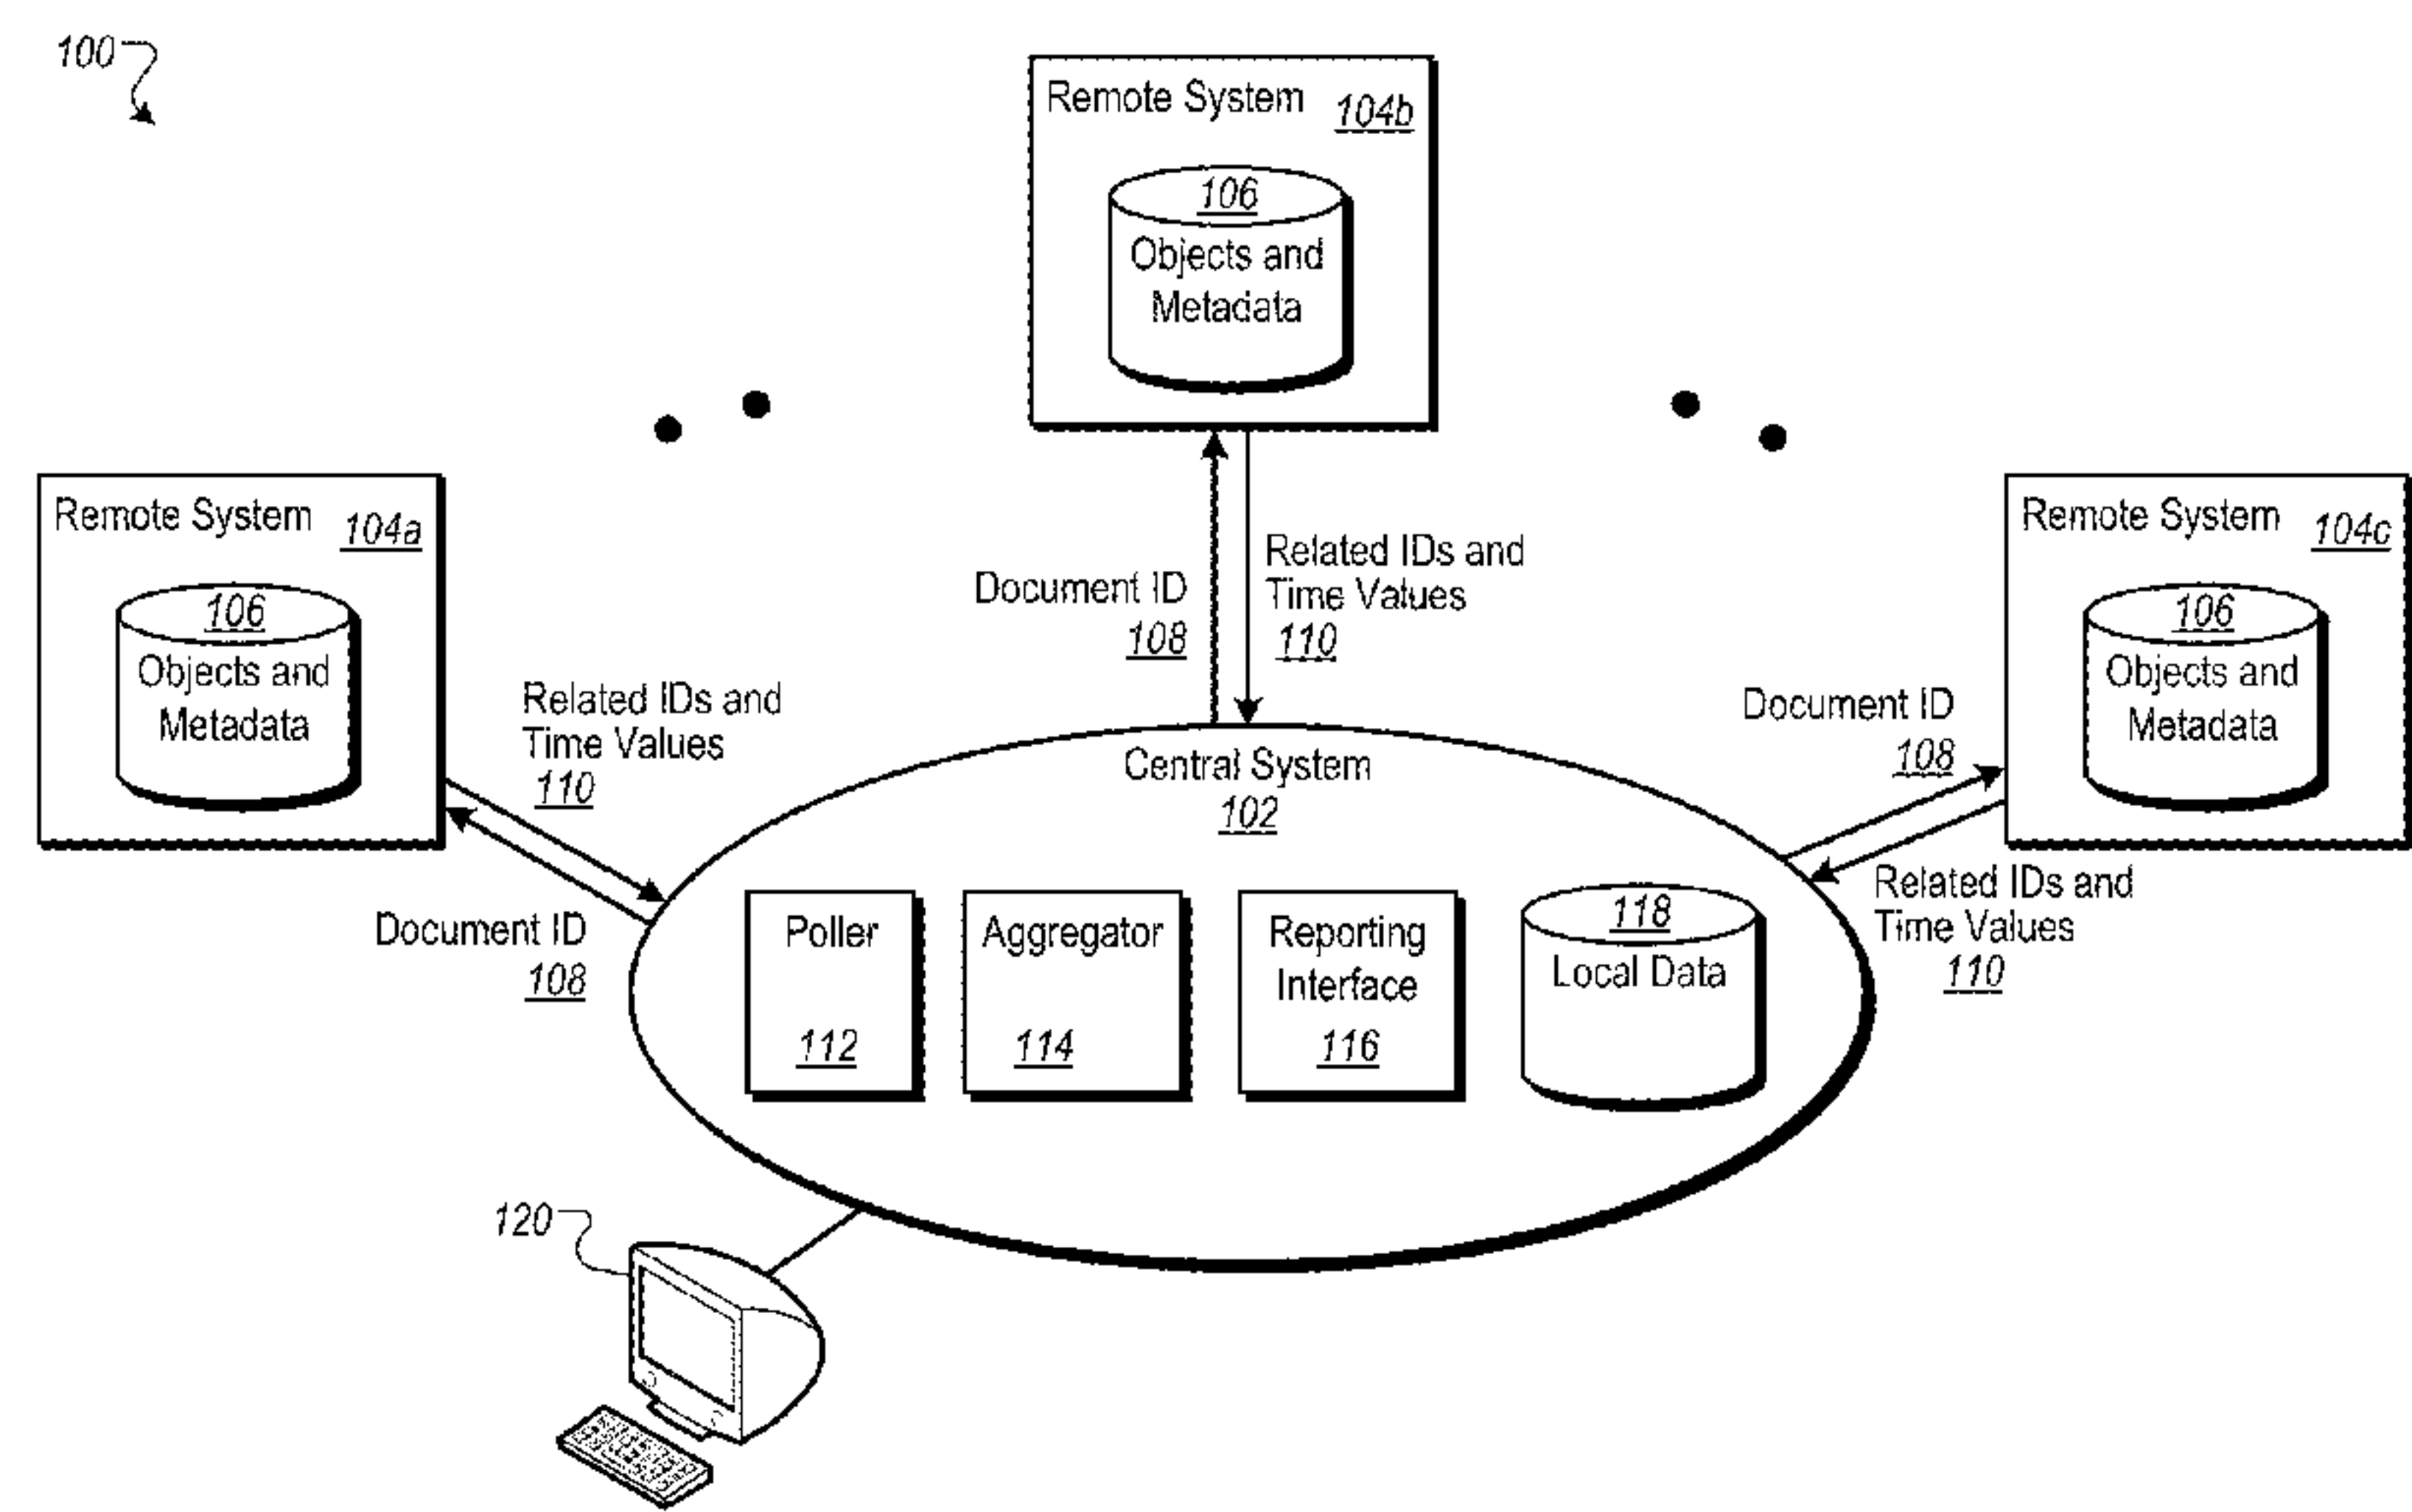 100
Remote System
104b
106
Objects and
Metadata
Remote System
104a
106
Objects and
Metadata
Related IDs and
Time Values
110
Document ID
108
Document ID
108
Related IDs and
Time Values
110
Remote System
104c
106
Objects and
Metadata
Document ID
108
Related IDs and
Time Values
110
Central System
102
Poller
112
Aggregator
114
Reporting
Interface
116
118
Local Data
120